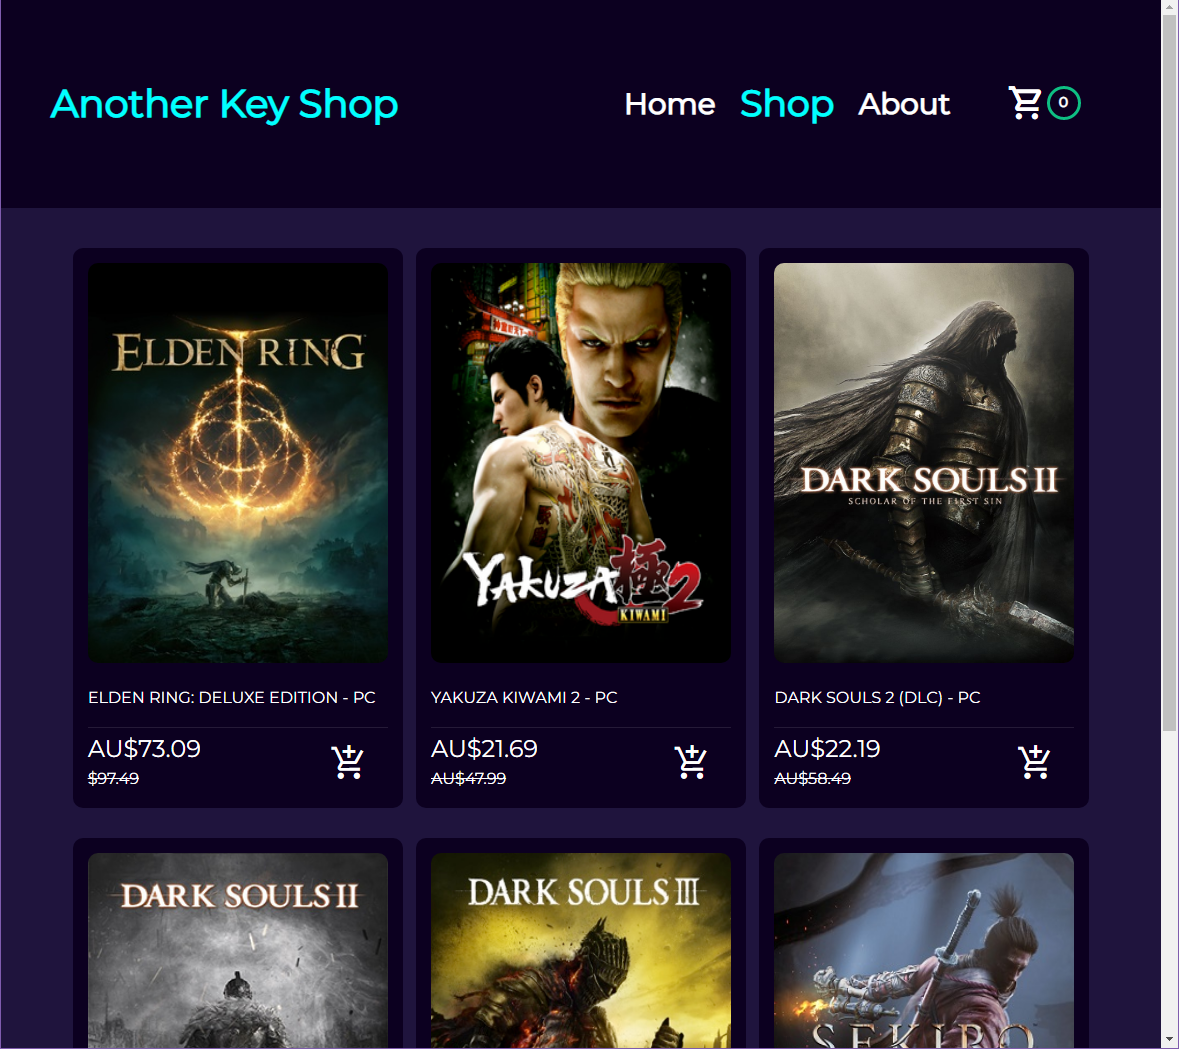 Another Key Shop
Home Shop About 0
ELDEN RING
YAKUZA 極2
KIWAMI
DARK SOULS II
SCHOLAR OF THE FIRST SIN
ELDEN RING: DELUXE EDITION - PC
AU$73.09
$97.49
YAKUZA KIWAMI 2 - PC
AU$21.69
AU$47.99
DARK SOULS 2 (DLC) - PC
AU$22.19
AU$58.49
DARK SOULS II
DARK SOULS III
SEKIRO